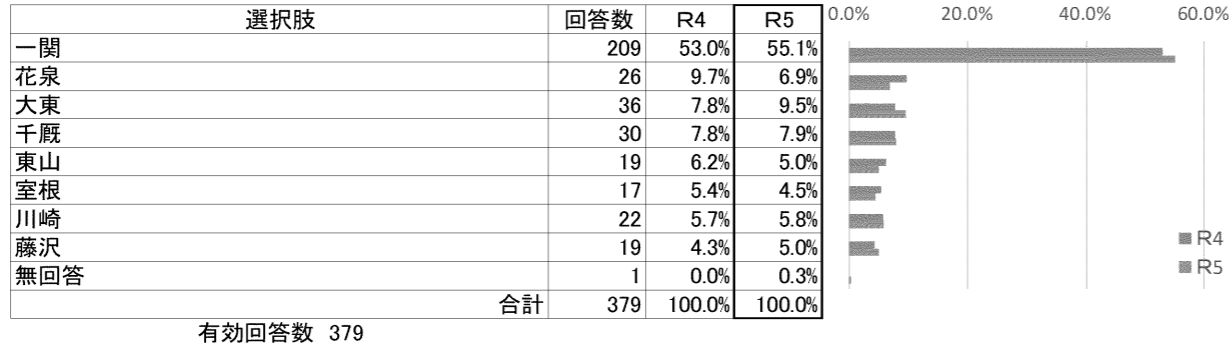 選択肢 回答数 R4 R5
一関 209 53.0% 55.1%
花泉 26 9.7% 6.9%
大東 36 7.8% 9.5%
千厩 30 7.8% 7.9%
東山 19 6.2% 5.0%
室根 17 5.4% 4.5%
川崎 22 5.7% 5.8%
藤沢 19 4.3% 5.0%
無回答 1 0.0% 0.3%
合計 379 100.0% 100.0%
有効回答数 379
0.0% 20.0% 40.0% 60.0%
R4
R5